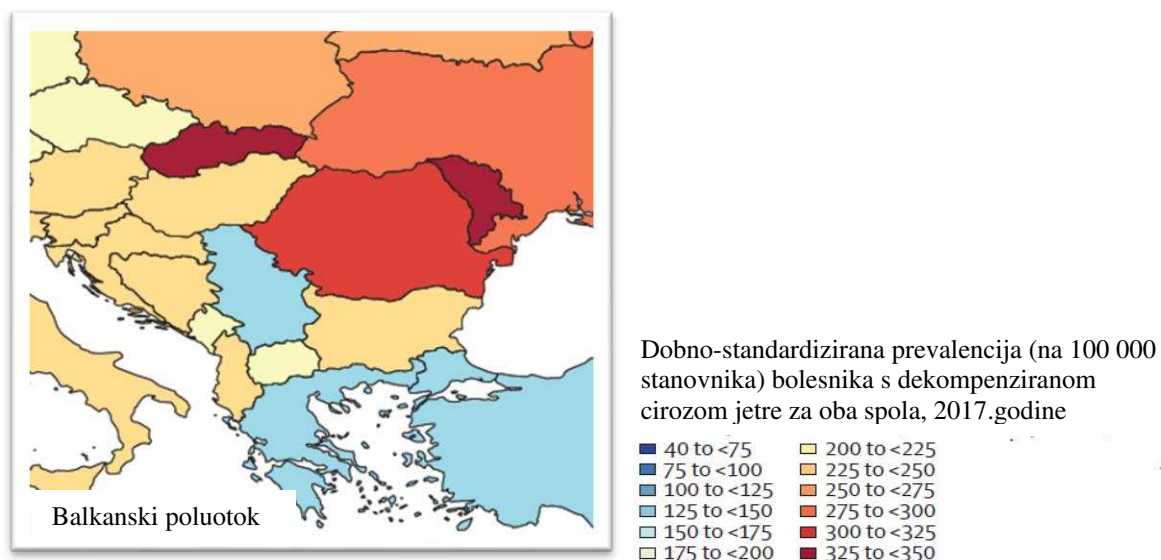 Balkanski poluotok
Dobno-standardizirana prevalencija (na 100 000
stanovnika) bolesnika s dekompenziranom
cirozom jetre za oba spola, 2017.godine
40 to <75
75 to <100
100 to <125
125 to <150
150 to <175
175 to <200
200 to <225
225 to <250
250 to <275
275 to <300
300 to <325
325 to <350